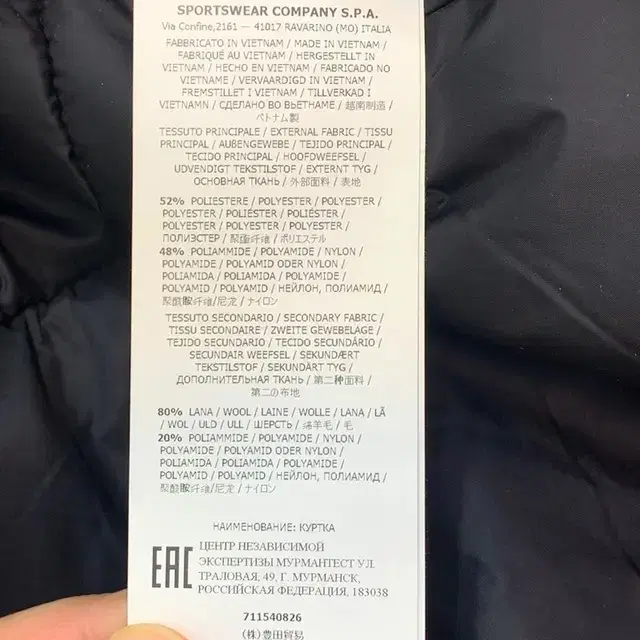 SPORTSWEAR COMPANY S.P.A.
Via Confine,2161 — 41017 RAVARINO (MO) ITALIA
FABBRICATO IN VIETNAM / MADE IN VIETNAM /
FABRIQUÉ AU VIETNAM / HERGESTELLT IN
VIETNAM / HECHO EN VIETNAM / FABRICADO NO
VIETNAME / VERVAARDIGD IN VIETNAM /
FREMSTILLET I VIETNAM / TILLVERKAD I
VIETNAMN / СДЕЛАНО ВО ВЬЕТНАМЕ / 越南制造 /
ベトナム製
TESSUTO PRINCIPALE / EXTERNAL FABRIC / TISSU
PRINCIPAL / AUßENGEWEBE / TEJIDO PRINCIPAL /
TECIDO PRINCIPAL / HOOFDWEEFSEL /
UDVENDIGT TEKSTILSTOF / EXTERNT TYG /
ОСНОВНАЯ ТКАНЬ / 外部面料 / 表地
52% POLIESTERE / POLYESTER / POLYESTER /
POLYESTER / POLIÉSTER / POLIÉSTER /
POLYESTER / POLYESTER / POLYESTER /
ПОЛИЭСТЕР / 聚酯纤维 / ポリエステル
48% POLIAMMIDE / POLYAMIDE / NYLON /
POLYAMIDE / POLYAMID ODER NYLON /
POLIAMIDA / POLIAMIDA / POLYAMIDE /
POLYAMID / POLYAMID / НЕЙЛОН, ПОЛИАМИД /
聚酰胺纤维/尼龙 / ナイロン
TESSUTO SECONDARIO / SECONDARY FABRIC /
TISSU SECONDAIRE / ZWEITE GEWEBELAGE /
TEJIDO SECUNDARIO / TECIDO SECUNDÁRIO /
SECUNDAIR WEEFSEL / SEKUNDÆRT
TEKSTILSTOF / SEKUNDÄRT TYG /
ДОПОЛНИТЕЛЬНАЯ ТКАНЬ / 第二种面料 /
第二の布地
80% LANA / WOOL / LAINE / WOLLE / LANA / LÃ
/ WOL / ULD / ULL / ШЕРСТЬ / 绵羊毛 / 毛
20% POLIAMMIDE / POLYAMIDE / NYLON /
POLYAMIDE / POLYAMID ODER NYLON /
POLIAMIDA / POLIAMIDA / POLYAMIDE /
POLYAMID / POLYAMID / НЕЙЛОН, ПОЛИАМИД /
聚酰胺纤维/尼龙 / ナイロン
НАИМЕНОВАНИЕ: КУРТКА
EAC
ЦЕНТР НЕЗАВИСИМОЙ
ЭКСПЕРТИЗЫ МУРМАНТЕСТ УЛ.
ТРАЛОВАЯ, 49, Г. МУРМАНСК,
РОССИЙСКАЯ ФЕДЕРАЦИЯ, 183038
711540826
(株)豊田貿易